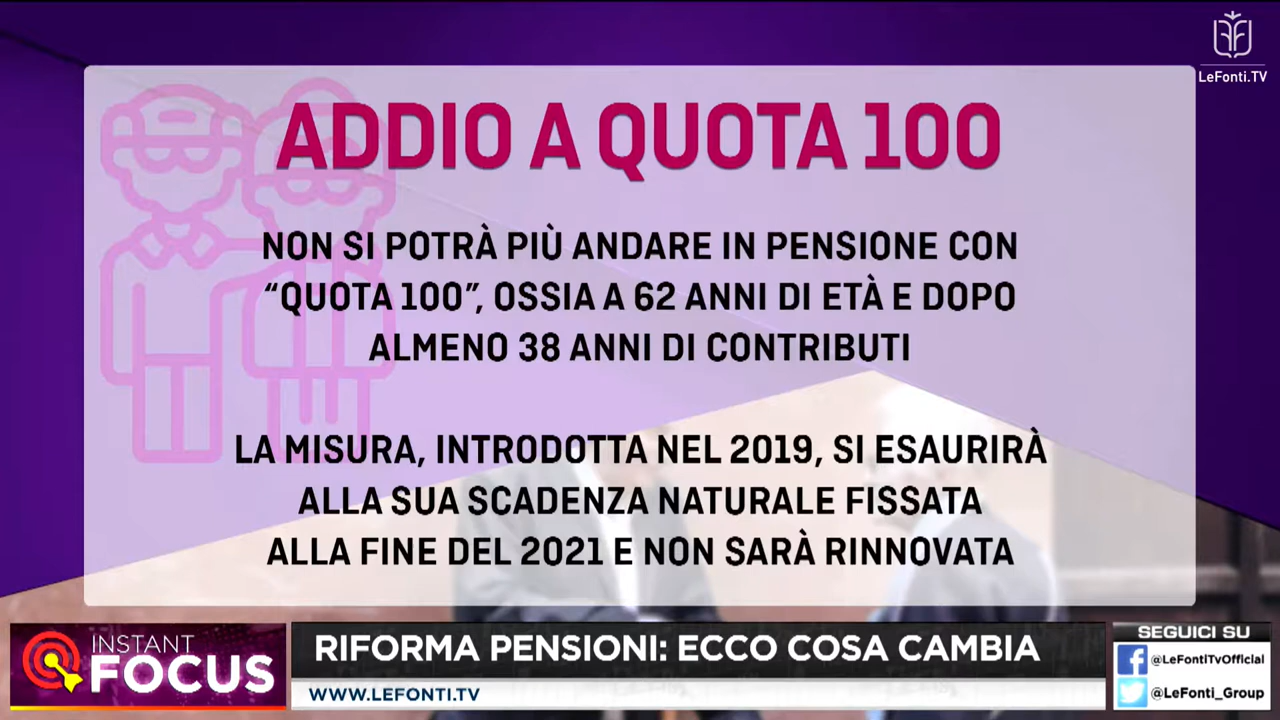 LeFonti.TV
ADDIO A QUOTA 100
NON SI POTRÀ PIÙ ANDARE IN PENSIONE CON
“QUOTA 100”, OSSIA A 62 ANNI DI ETÀ E DOPO
ALMENO 38 ANNI DI CONTRIBUTI
LA MISURA, INTRODOTTA NEL 2019, SI ESAURIRÀ
ALLA SUA SCADENZA NATURALE FISSATA
ALLA FINE DEL 2021 E NON SARÀ RINNOVATA
INSTANT
FOCUS
RIFORMA PENSIONI: ECCO COSA CAMBIA
WWW.LEFONTI.TV
SEGUICI SU
@LeFontiTvOfficial
@LeFonti_Group